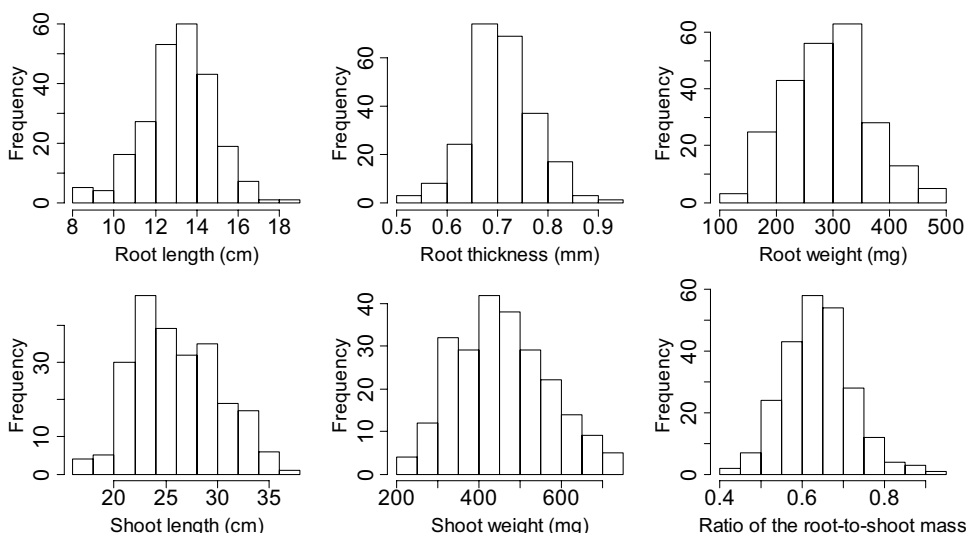 Frequency
0 20 40 60
8 10 12 14 16 18
Root length (cm)
Frequency
0 20 40 60
0.5 0.6 0.7 0.8 0.9
Root thickness (mm)
Frequency
0 20 40 60
100 200 300 400 500
Root weight (mg)
Frequency
0 10 30
20 25 30 35
Shoot length (cm)
Frequency
0 10 20 30 40
200 400 600
Shoot weight (mg)
Frequency
0 20 40 60
0.4 0.6 0.8
Ratio of the root-to-shoot mass